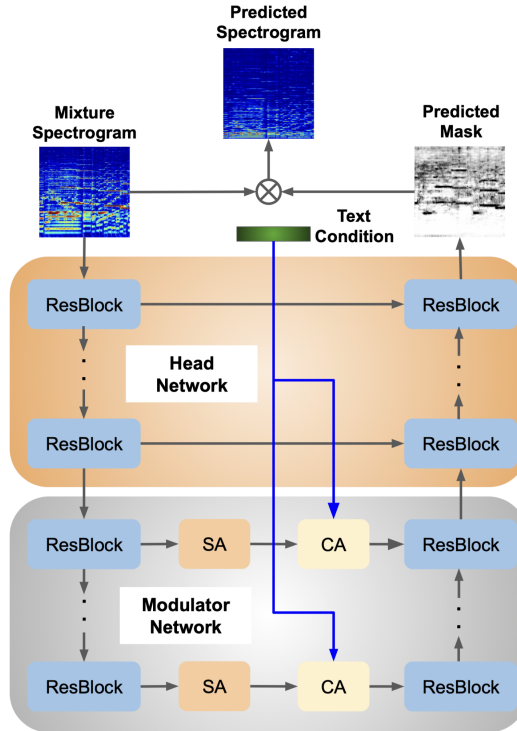 Predicted
Spectrogram
Mixture
Spectrogram
Predicted
Mask
Text
Condition
ResBlock
ResBlock
Head
Network
ResBlock
ResBlock
ResBlock
SA
CA
ResBlock
Modulator
Network
ResBlock
SA
CA
ResBlock